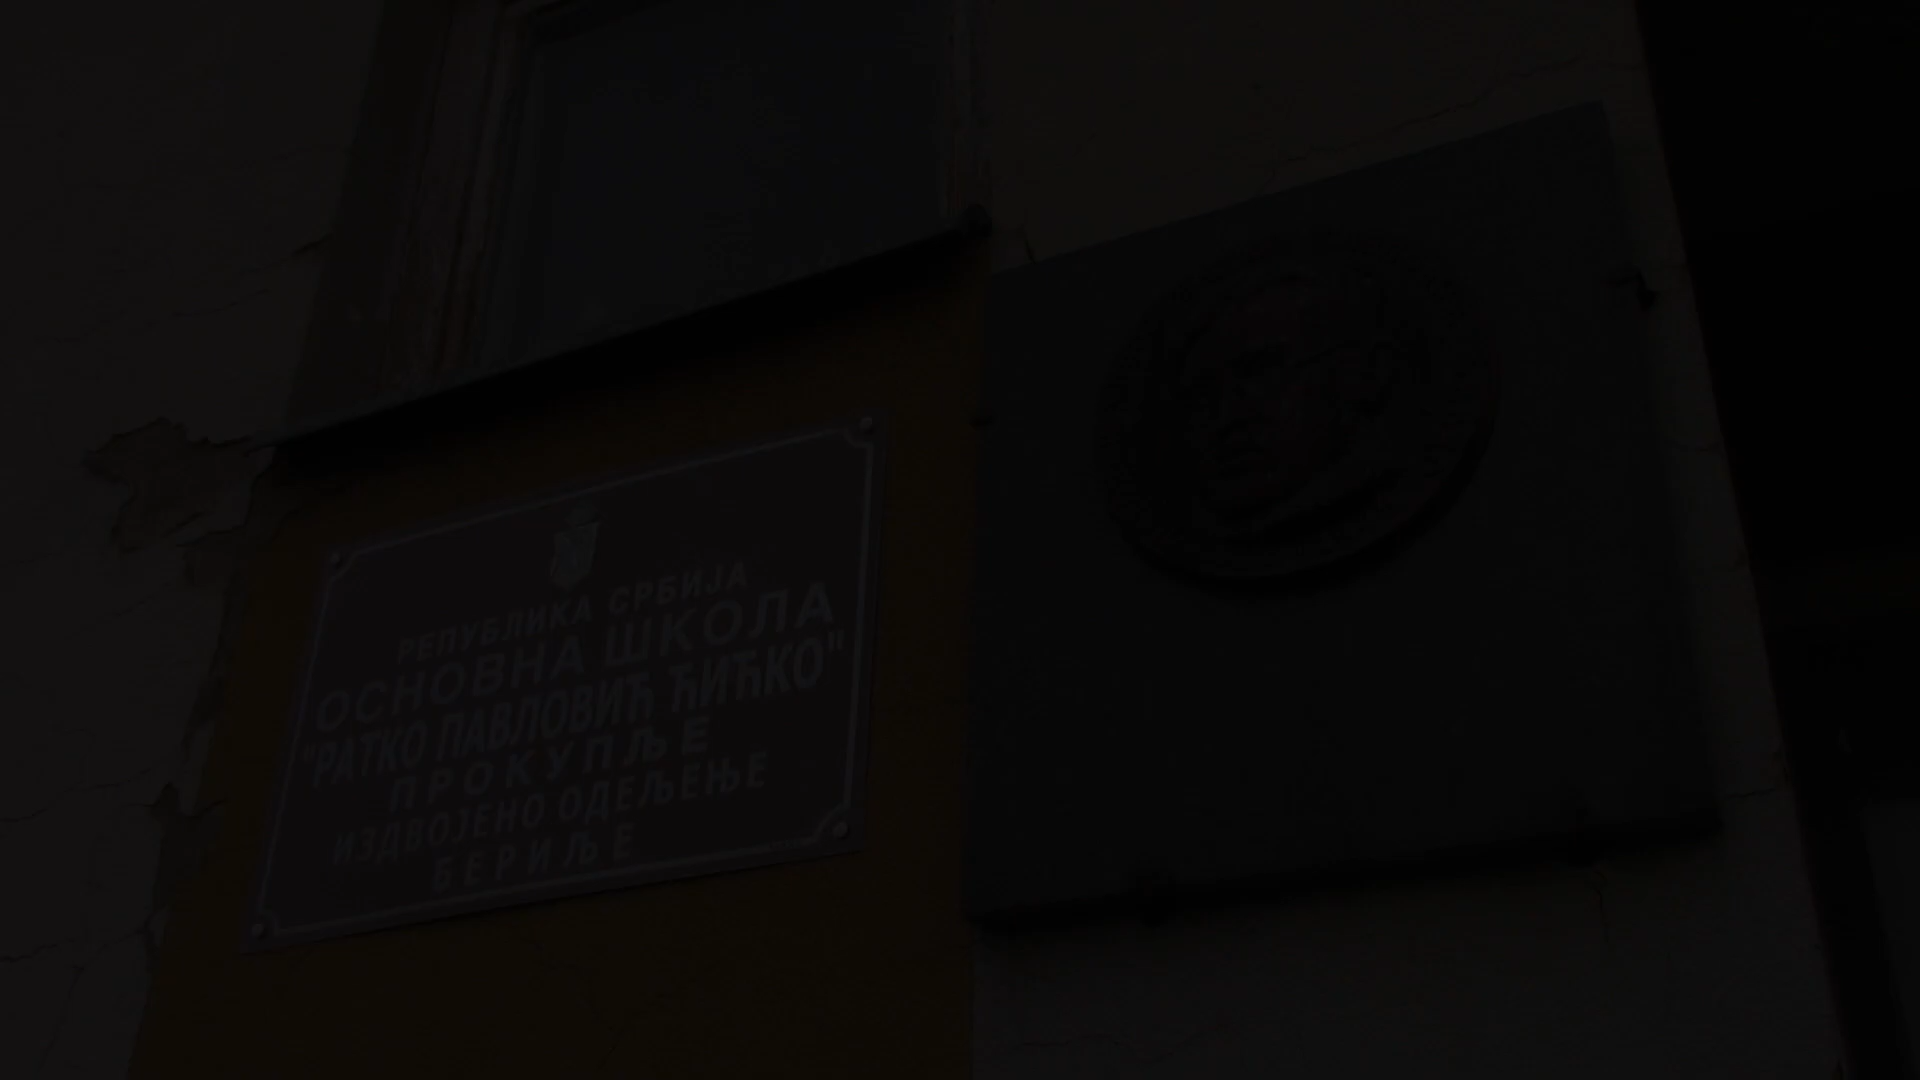 РЕПУБЛИКА СРБИЈА
ОСНОВНА ШКОЛА
"РАТКО ПАВЛОВИЋ ЋИЋКО"
ПРОКУПЉЕ
ИЗДВОЈЕНО ОДЕЉЕЊЕ
БЕРИЉЕ